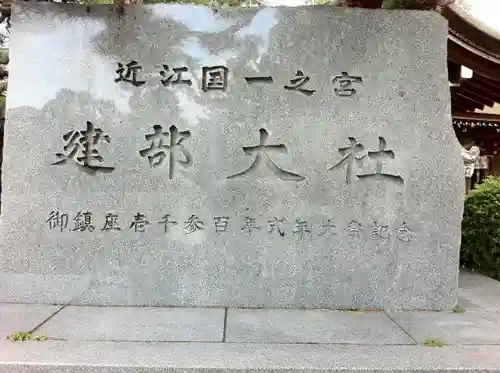 近江国一之宮
建部大社
御鎮座壱千参百年式年大祭記念